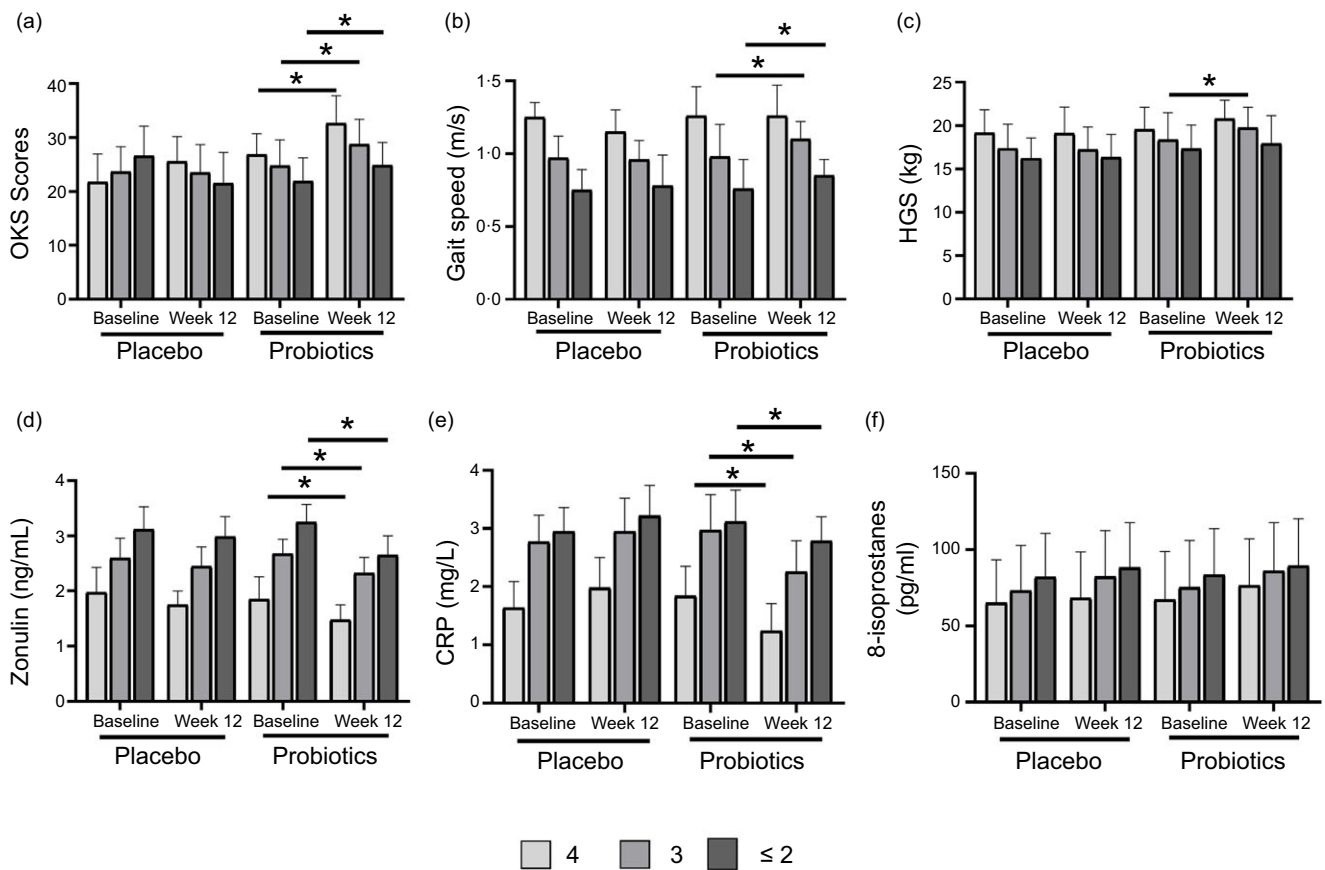 (a)
OKS Scores
40
30
20
10
0
*
*
*
Baseline Week 12 Baseline Week 12
Placebo Probiotics
(b)
Gait speed (m/s)
1·5
1·0
0·5
0·0
*
*
Baseline Week 12 Baseline Week 12
Placebo Probiotics
(c)
HGS (kg)
25
20
15
10
5
0
*
Baseline Week 12 Baseline Week 12
Placebo Probiotics
(d)
Zonulin (ng/mL)
4
3
2
1
0
*
*
*
Baseline Week 12 Baseline Week 12
Placebo Probiotics
(e)
CRP (mg/L)
4
3
2
1
0
*
*
*
Baseline Week 12 Baseline Week 12
Placebo Probiotics
(f)
8-isoprostanes
(pg/ml)
150
100
50
0
Baseline Week 12 Baseline Week 12
Placebo Probiotics
4 3 ≤ 2